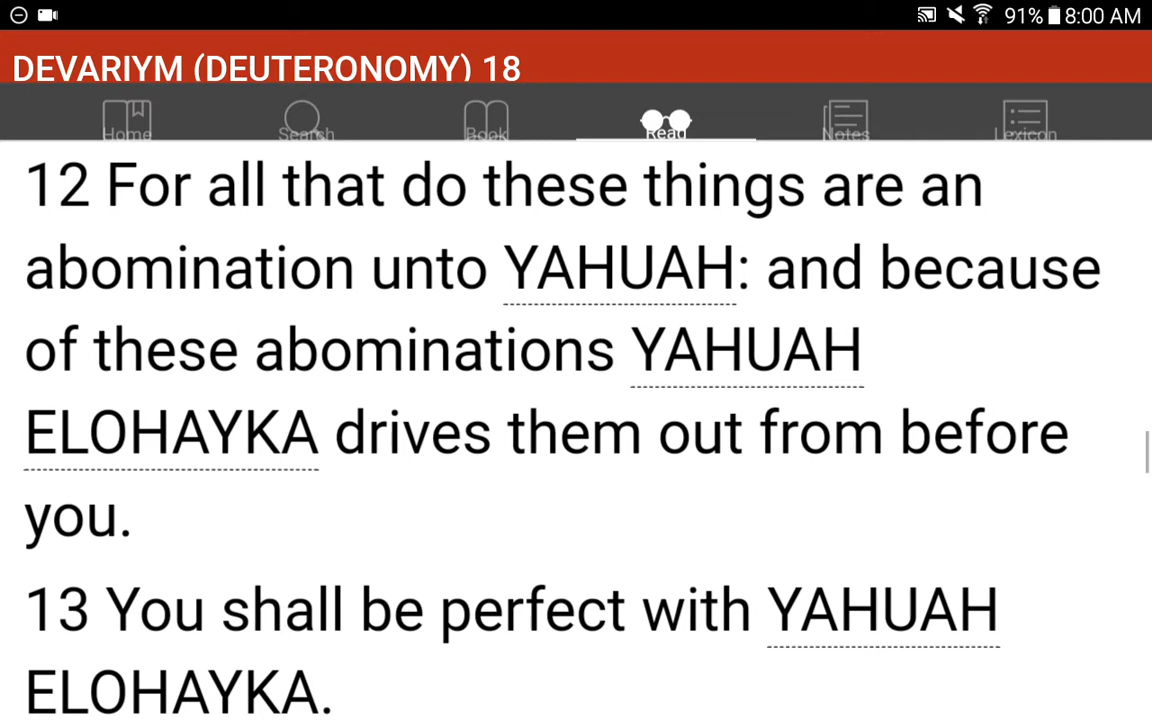 91% 8:00 AM
DEVARIYM (DEUTERONOMY) 18
Home Search Book Read Notes Lexicon
12 For all that do these things are an
abomination unto YAHUAH: and because
of these abominations YAHUAH
ELOHAYKA drives them out from before
you.
13 You shall be perfect with YAHUAH
ELOHAYKA.